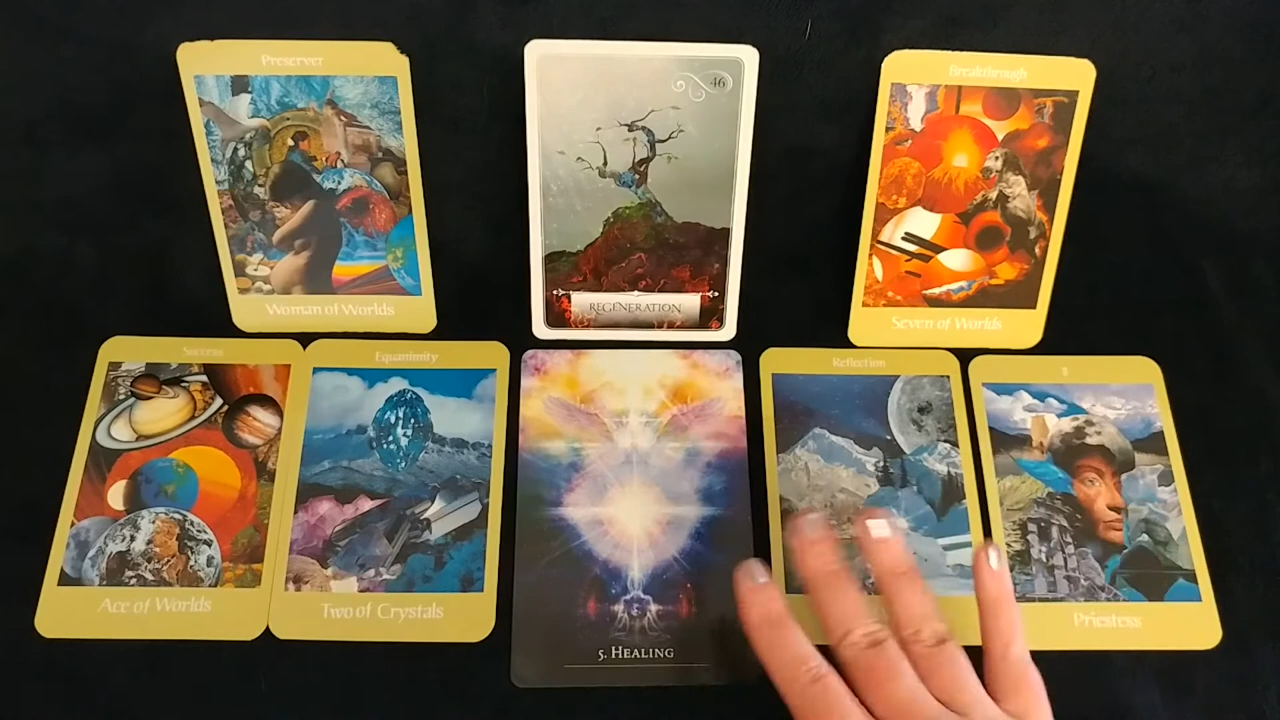 Preserver
Woman of Worlds
46
REGENERATION
Breakthrough
Seven of Worlds
Success
Ace of Worlds
Equanimity
Two of Crystals
5. HEALING
Reflection
Priestess